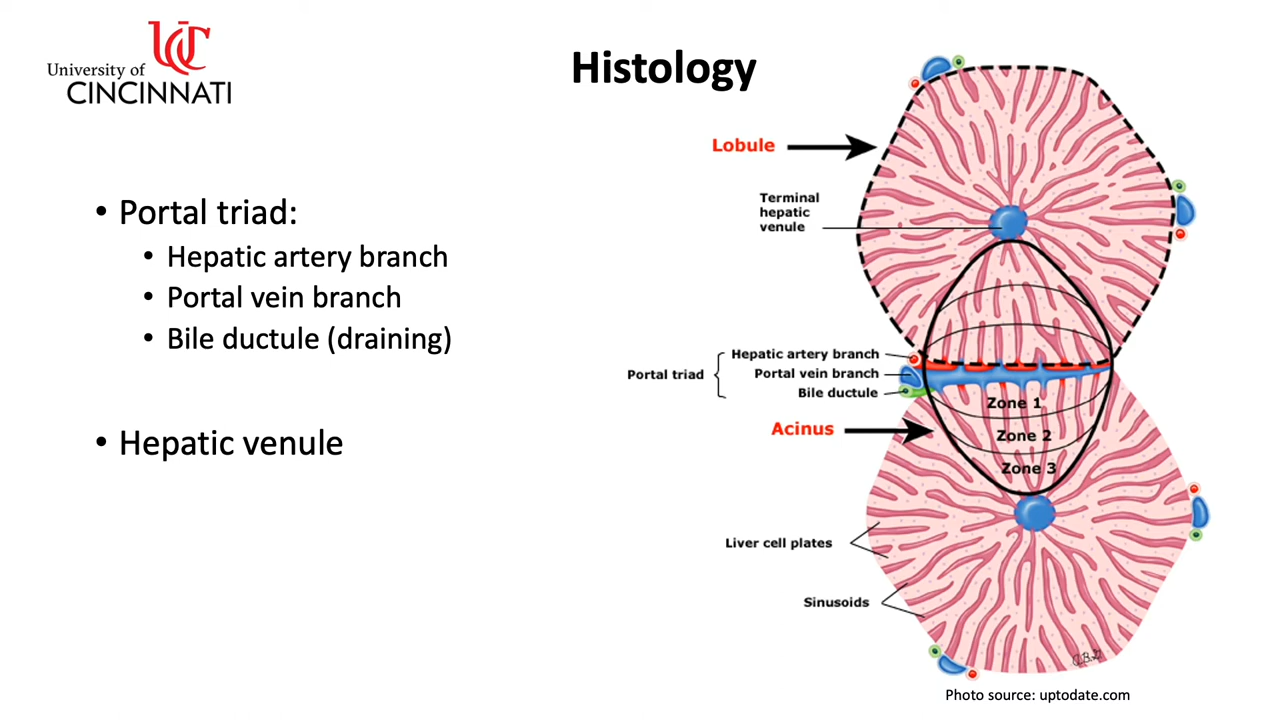 University of
CINCINNATI
Histology
• Portal triad:
• Hepatic artery branch
• Portal vein branch
• Bile ductule (draining)
• Hepatic venule
Lobule
Terminal
hepatic
venule
Hepatic artery branch
Portal triad
Portal vein branch
Bile ductule
Zone 1
Acinus
Zone 2
Zone 3
Liver cell plates
Sinusoids
Photo source: uptodate.com